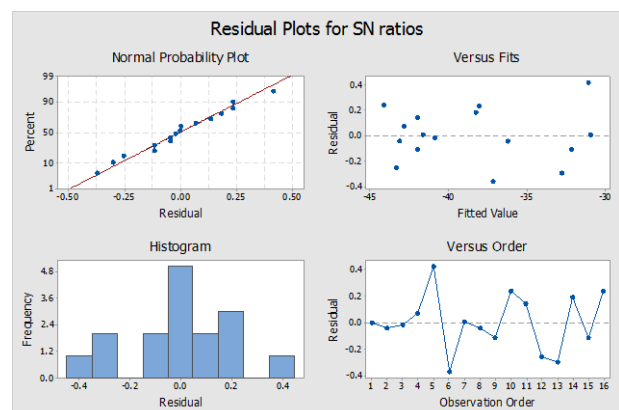 Residual Plots for SN ratios
Normal Probability Plot
99
90
50
10
1
Percent
-0.50 -0.25 0.00 0.25 0.50
Residual
Versus Fits
0.4
0.2
0.0
-0.2
-0.4
Residual
-45 -40 -35 -30
Fitted Value
Histogram
4.8
3.6
2.4
1.2
0.0
Frequency
-0.4 -0.2 0.0 0.2 0.4
Residual
Versus Order
0.4
0.2
0.0
-0.2
-0.4
Residual
1 2 3 4 5 6 7 8 9 10 11 12 13 14 15 16
Observation Order